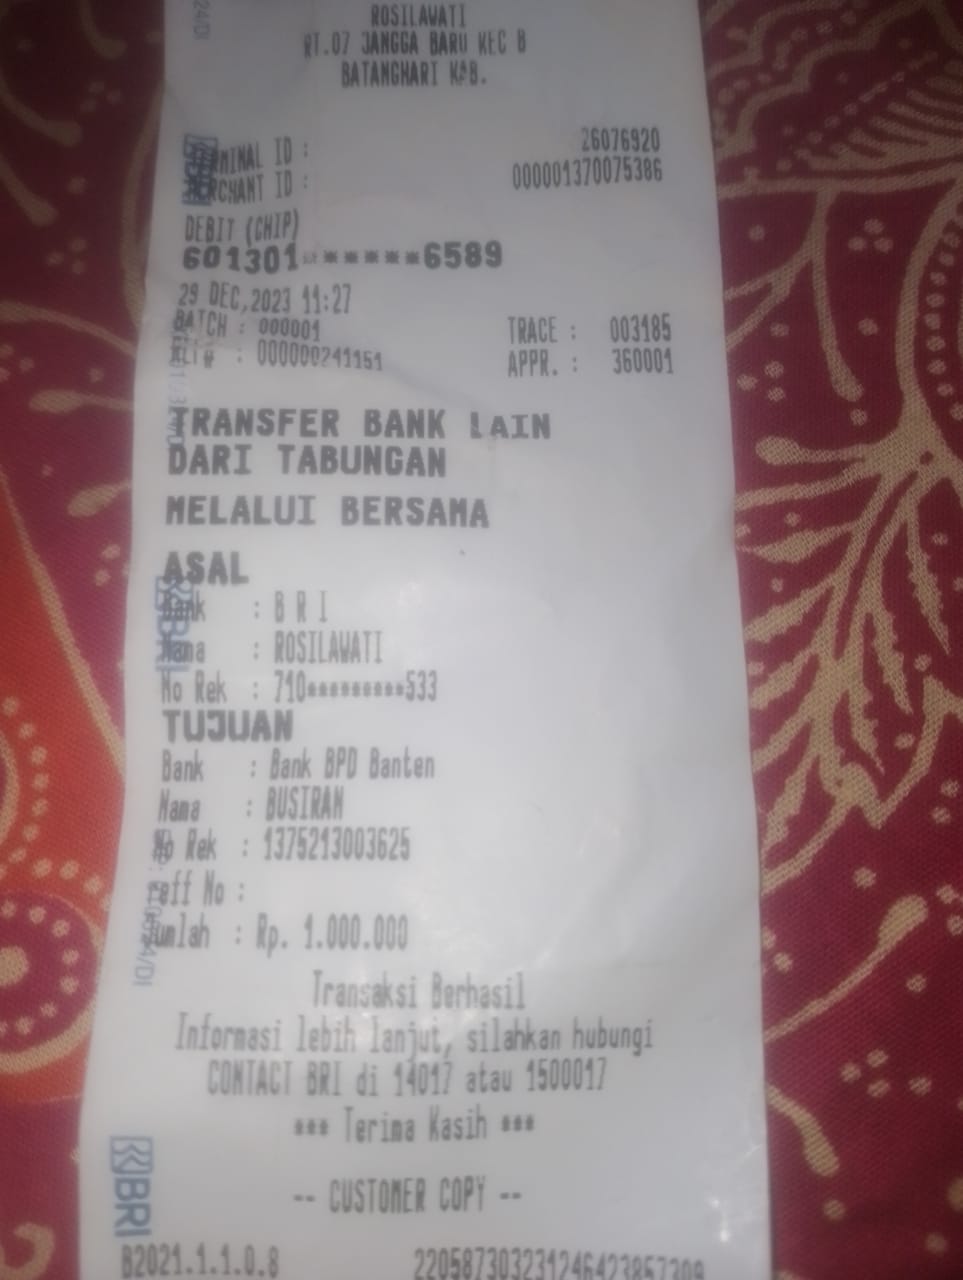 24/DI
ROSILAWATI
RT.07 JANGGA BARU KEC B
BATANGHARI KAB.
TERMINAL ID : 26076920
MERCHANT ID : 000001370075386
DEBIT (CHIP)
601301******6589
29 DEC,2023 11:27
BATCH : 000001 TRACE : 003185
: 000000241151 APPR. : 360001
TRANSFER BANK LAIN
DARI TABUNGAN
MELALUI BERSAMA
ASAL
Bank : B R I
Nama : ROSILAWATI
No Rek : 710*********533
TUJUAN
Bank : Bank BPD Banten
Nama : BUSIRAN
No Rek : 1375213003625
reff No :
Jumlah : Rp. 1.000.000
Transaksi Berhasil
Informasi lebih lanjut, silahkan hubungi
CONTACT BRI di 14017 atau 1500017
*** Terima Kasih ***
-- CUSTOMER COPY --
BRI
B2021.1.1.0.8